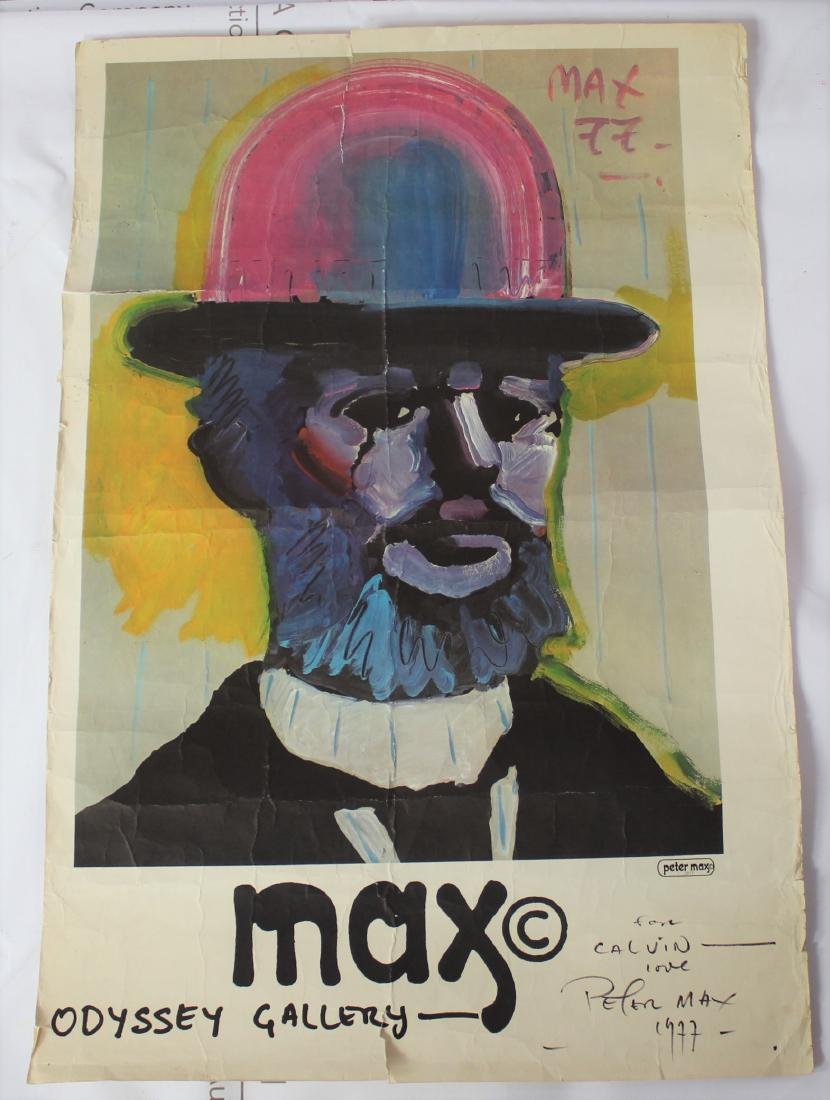 MAX
77-
peter max©
max©
for
CALVIN—
love
PETER MAX
1977 -
ODYSSEY GALLERY—